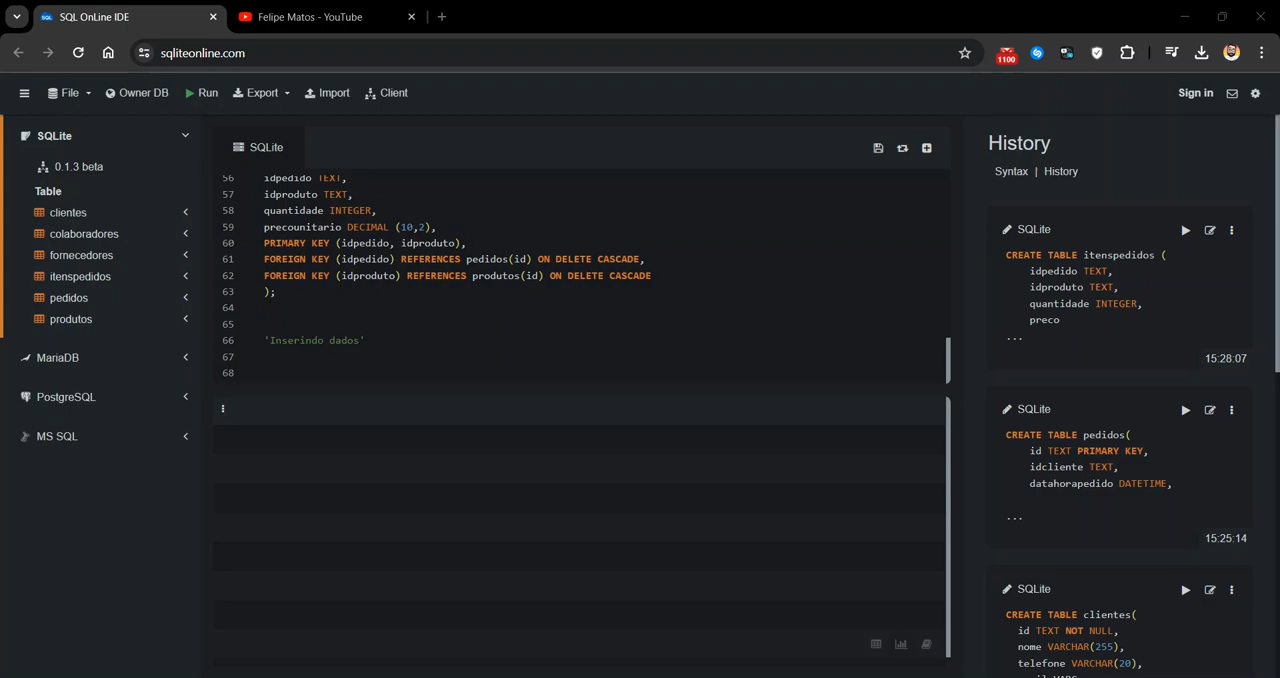 SQL OnLine IDE
Felipe Matos - YouTube
sqliteonline.com
1100
File
Owner DB
Run
Export
Import
Client
Sign in
SQLite
0.1.3 beta
Table
clientes
colaboradores
fornecedores
itenspedidos
pedidos
produtos
MariaDB
PostgreSQL
MS SQL
SQLite
56 idpedido TEXT,
57 idproduto TEXT,
58 quantidade INTEGER,
59 precounitario DECIMAL (10,2),
60 PRIMARY KEY (idpedido, idproduto),
61 FOREIGN KEY (idpedido) REFERENCES pedidos(id) ON DELETE CASCADE,
62 FOREIGN KEY (idproduto) REFERENCES produtos(id) ON DELETE CASCADE
63 );
64
65
66 'Inserindo dados'
67
68
History
Syntax | History
SQLite
CREATE TABLE itenspedidos (
idpedido TEXT,
idproduto TEXT,
quantidade INTEGER,
preco
...
15:28:07
SQLite
CREATE TABLE pedidos(
id TEXT PRIMARY KEY,
idcliente TEXT,
datahorapedido DATETIME,
...
15:25:14
SQLite
CREATE TABLE clientes(
id TEXT NOT NULL,
nome VARCHAR(255),
telefone VARCHAR(20),